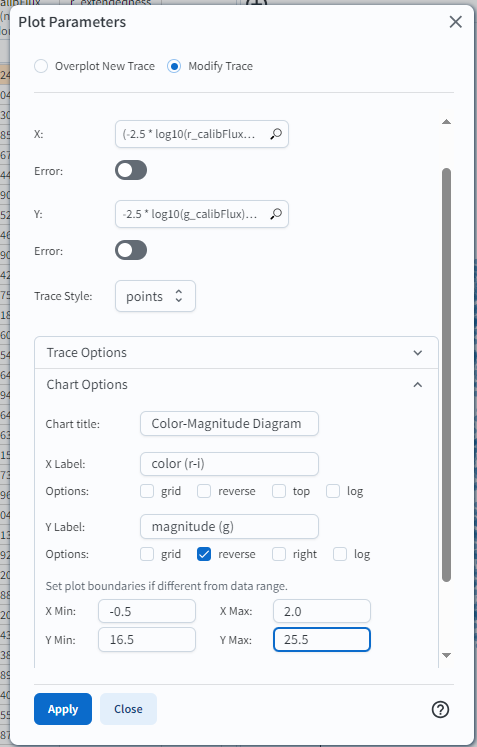 Plot Parameters
Overplot New Trace Modify Trace
X: (-2.5 * log10(r_calibFlux...
Error:
Y: -2.5 * log10(g_calibFlux)...
Error:
Trace Style: points
Trace Options
Chart Options
Chart title: Color-Magnitude Diagram
X Label: color (r-i)
Options: grid reverse top log
Y Label: magnitude (g)
Options: grid reverse right log
Set plot boundaries if different from data range.
X Min: -0.5 X Max: 2.0
Y Min: 16.5 Y Max: 25.5
Apply Close